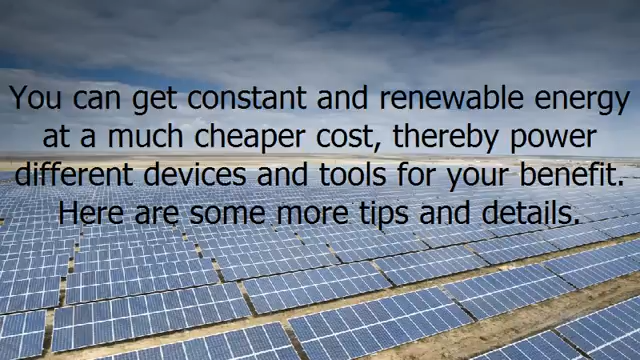 You can get constant and renewable energy
at a much cheaper cost, thereby power
different devices and tools for your benefit.
Here are some more tips and details.